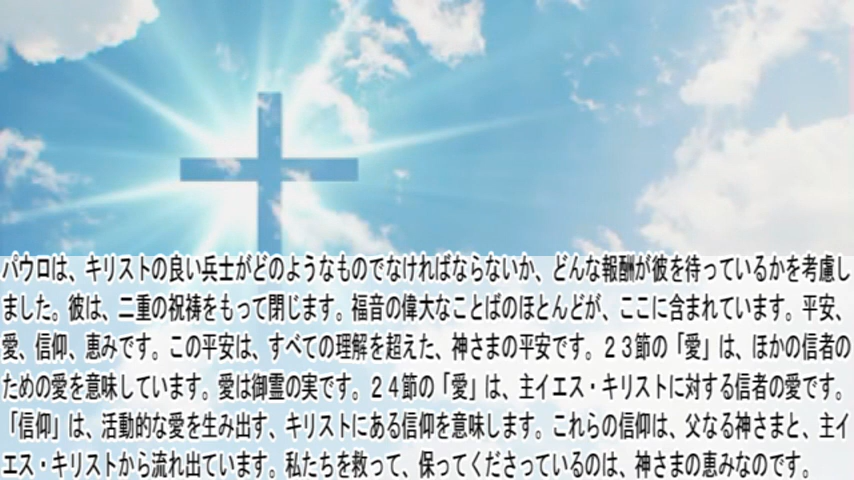 パウロは、キリストの良い兵士がどのようなものでなければならないか、どんな報酬が彼を待っているかを考慮し
ました。彼は、二重の祝祷をもって閉じます。福音の偉大なことばのほとんどが、ここに含まれています。平安、
愛、信仰、恵みです。この平安は、すべての理解を超えた、神さまの平安です。２３節の「愛」は、ほかの信者の
ための愛を意味しています。愛は御霊の実です。２４節の「愛」は、主イエス・キリストに対する信者の愛です。
「信仰」は、活動的な愛を生み出す、キリストにある信仰を意味します。これらの信仰は、父なる神さまと、主イ
エス・キリストから流れ出ています。私たちを救って、保ってくださっているのは、神さまの恵みなのです。